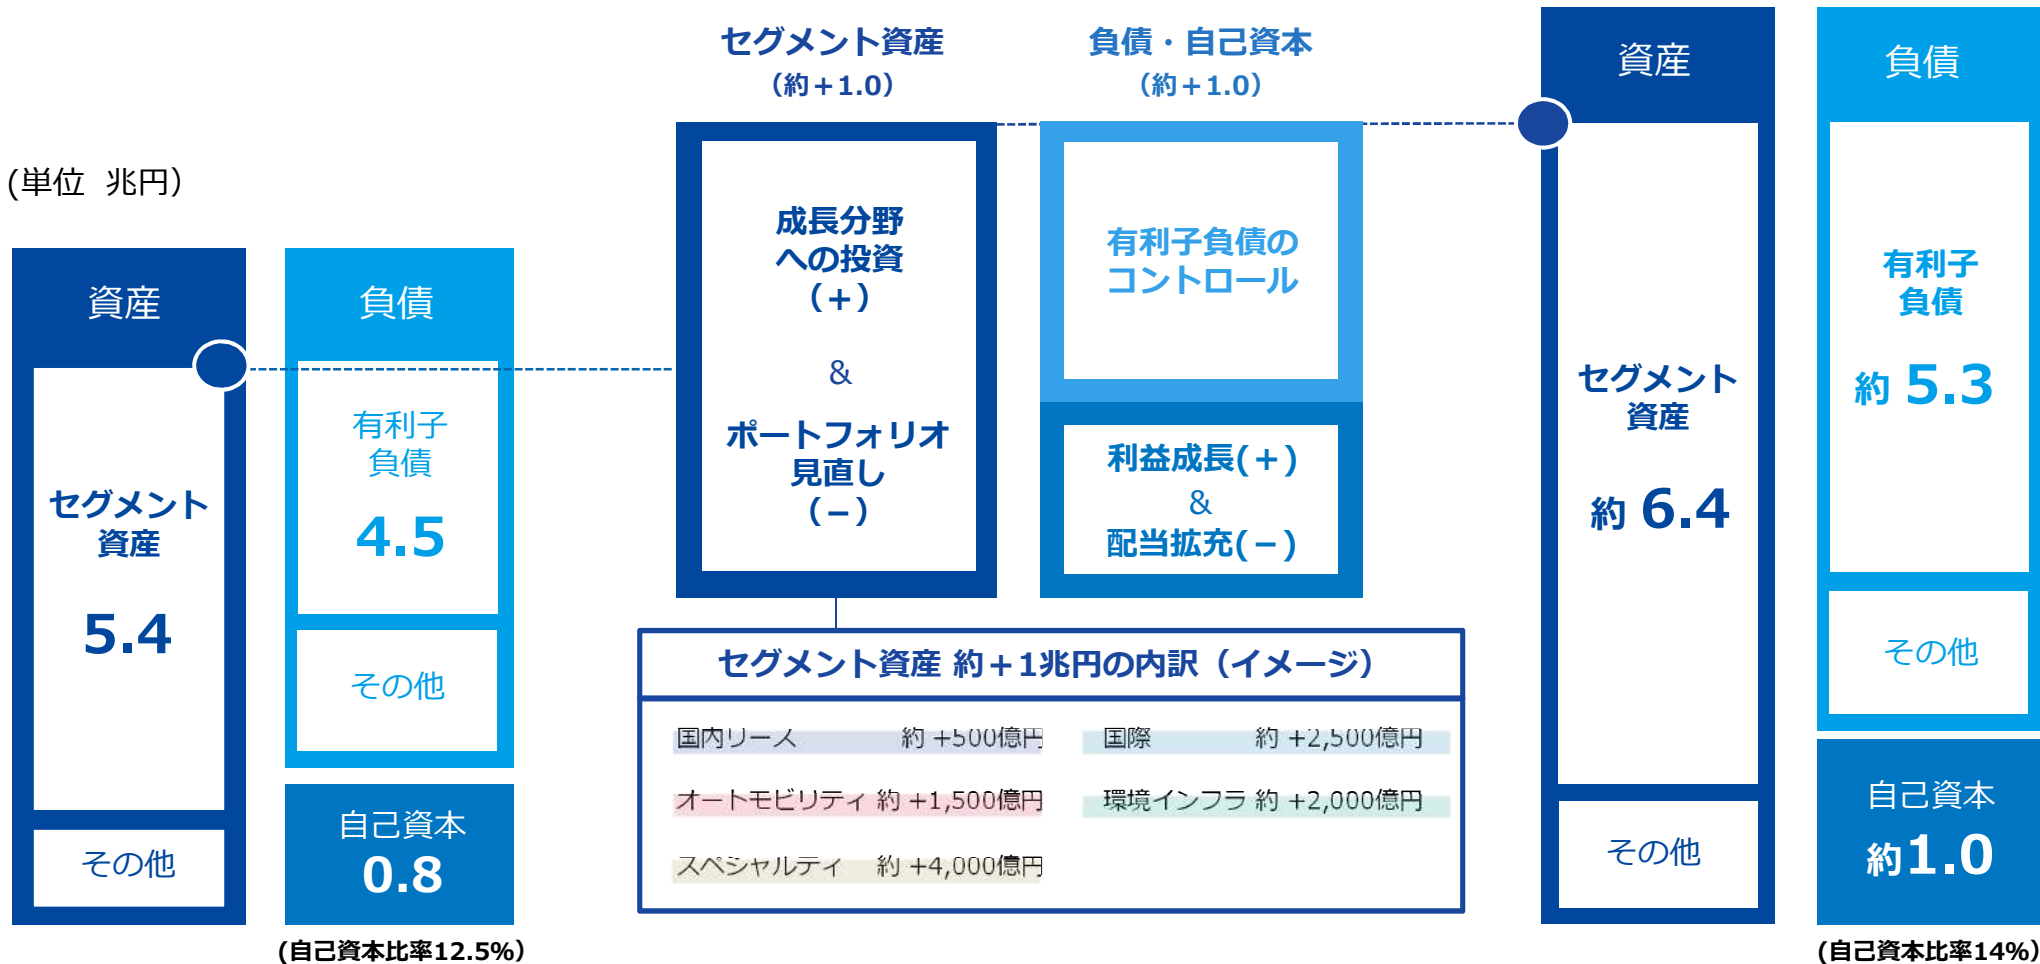 (単位 兆円)
資産
セグメント
資産
5.4
その他
負債
有利子
負債
4.5
その他
自己資本
0.8
(自己資本比率12.5%)
セグメント資産
(約+1.0)
成長分野
への投資
(+)
&
ポートフォリオ
見直し
(-)
負債・自己資本
(約+1.0)
有利子負債の
コントロール
利益成長(+)
&
配当拡充(-)
セグメント資産 約+1兆円の内訳(イメージ)
国内リース 約 +500億円
国際 約 +2,500億円
オートモビリティ 約 +1,500億円
環境インフラ 約 +2,000億円
スペシャルティ 約 +4,000億円
資産
セグメント
資産
約 6.4
その他
負債
有利子
負債
約 5.3
その他
自己資本
約1.0
(自己資本比率14%)